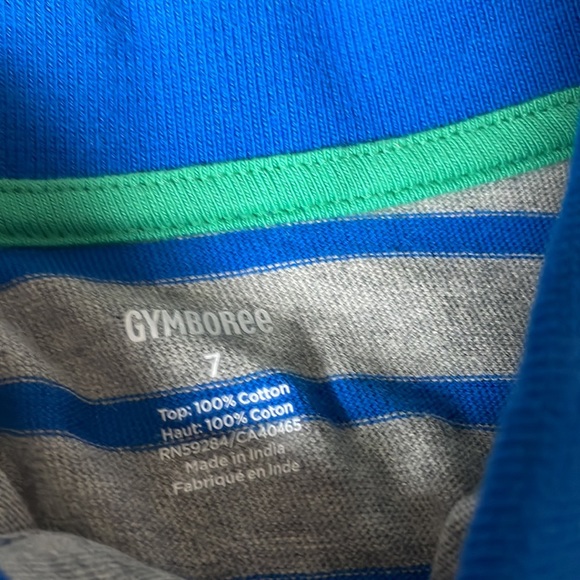 GYMBOREE
7
Top: 100% Cotton
Haut: 100% Coton
RN59284/CA40465
Made in India
Fabriqué en Inde